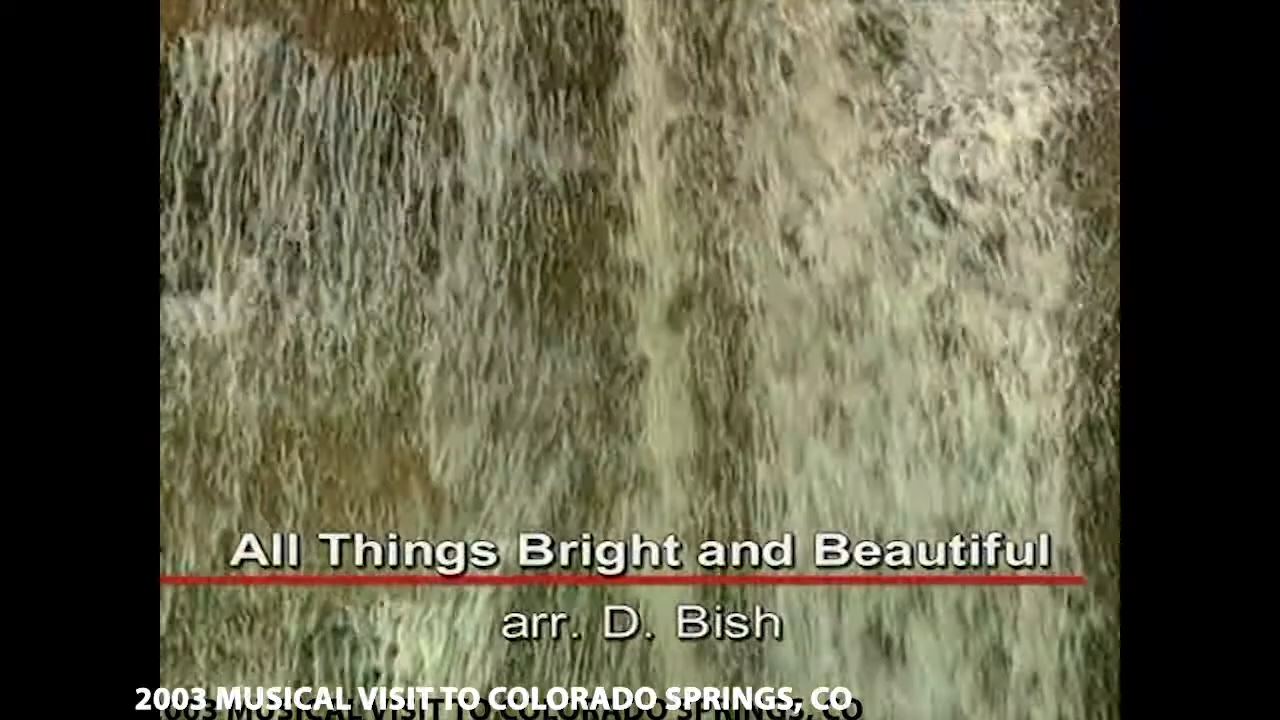 All Things Bright and Beautiful
arr. D. Bish
2003 MUSICAL VISIT TO COLORADO SPRINGS, CO